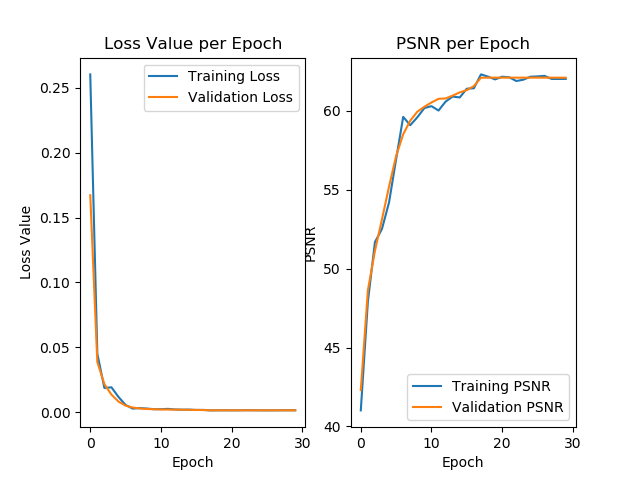 Loss Value per Epoch
Training Loss
Validation Loss
0.25
0.20
0.15
0.10
0.05
0.00
Loss Value
0
10
20
30
Epoch
PSNR per Epoch
60
55
50
45
40
PSNR
Training PSNR
Validation PSNR
0
10
20
30
Epoch